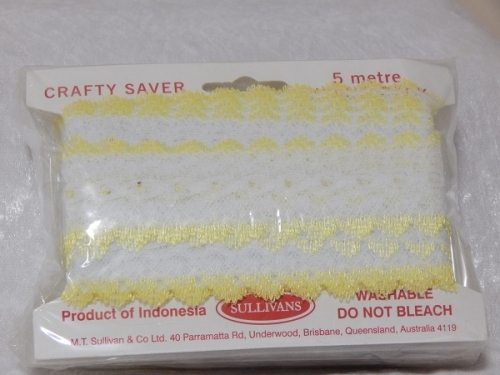 CRAFTY SAVER
5 metre
Product of Indonesia
SULLIVANS
WASHABLE
DO NOT BLEACH
M.T. Sullivan & Co Ltd. 40 Parramatta Rd, Underwood, Brisbane, Queensland, Australia 4119